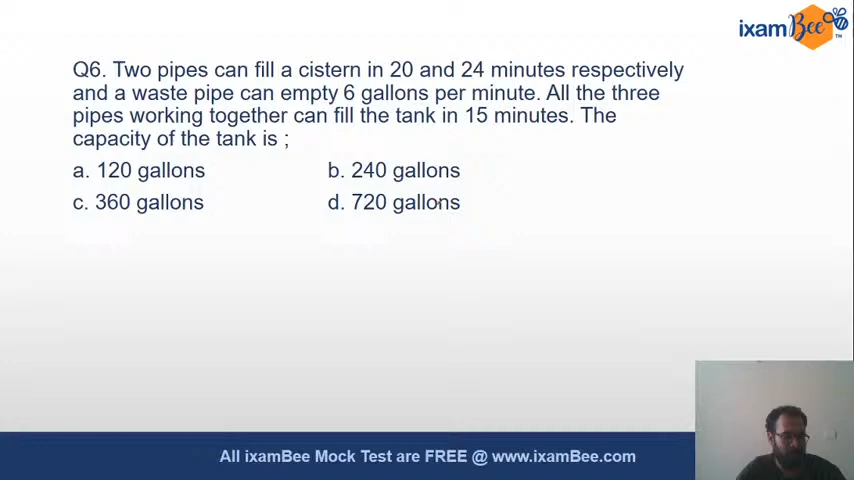 ixamBee™
Q6. Two pipes can fill a cistern in 20 and 24 minutes respectively
and a waste pipe can empty 6 gallons per minute. All the three
pipes working together can fill the tank in 15 minutes. The
capacity of the tank is ;
a. 120 gallons b. 240 gallons
c. 360 gallons d. 720 gallons
All ixamBee Mock Test are FREE @ www.ixamBee.com